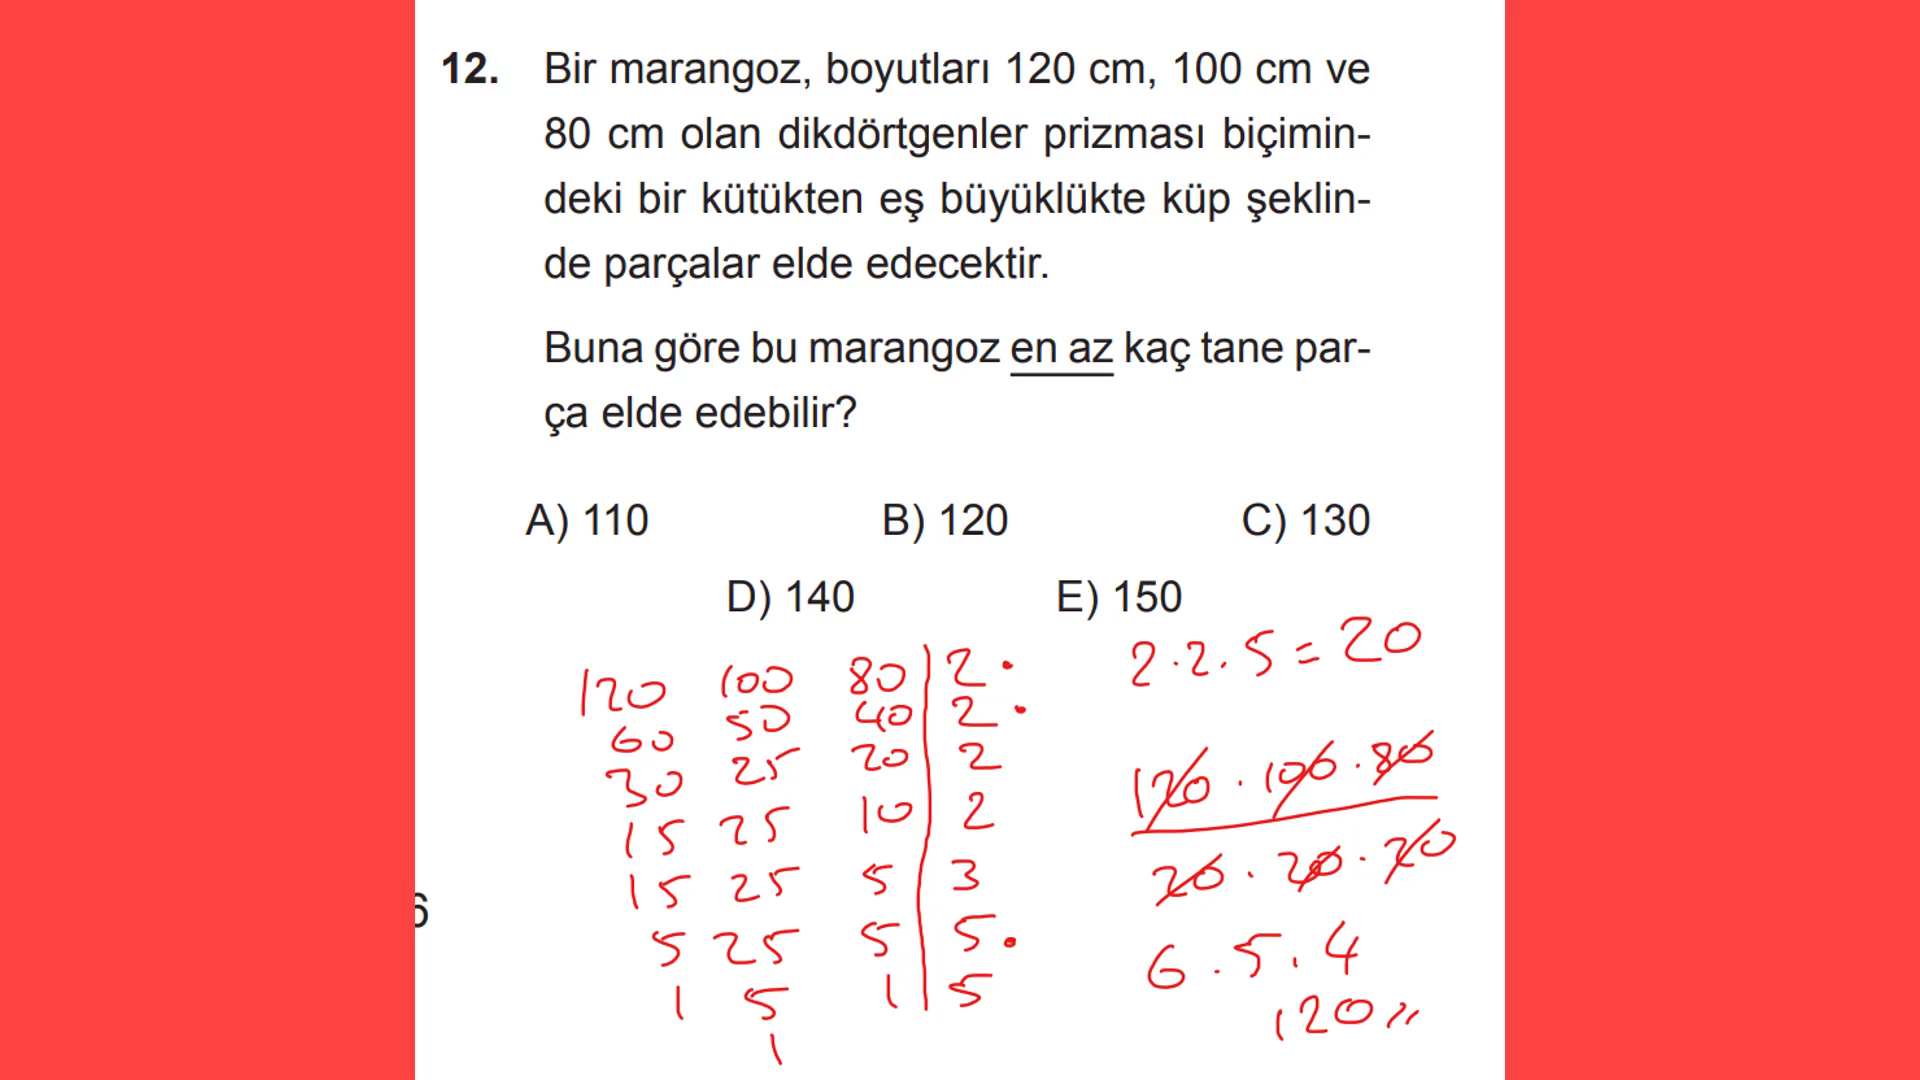 12. Bir marangoz, boyutları 120 cm, 100 cm ve
80 cm olan dikdörtgenler prizması biçimin-
deki bir kütükten eş büyüklükte küp şeklin-
de parçalar elde edecektir.
Buna göre bu marangoz en az kaç tane par-
ça elde edebilir?
A) 110 B) 120 C) 130
D) 140 E) 150
120 100 80 | 2 .
60 50 40 | 2 .
30 25 20 | 2
15 25 10 | 2
15 25 5 | 3
5 25 5 | 5 .
1 5 1 | 5
1
2 . 2 . 5 = 20
120 . 100 . 80
20 . 20 . 20
6 . 5 . 4
120 //
6